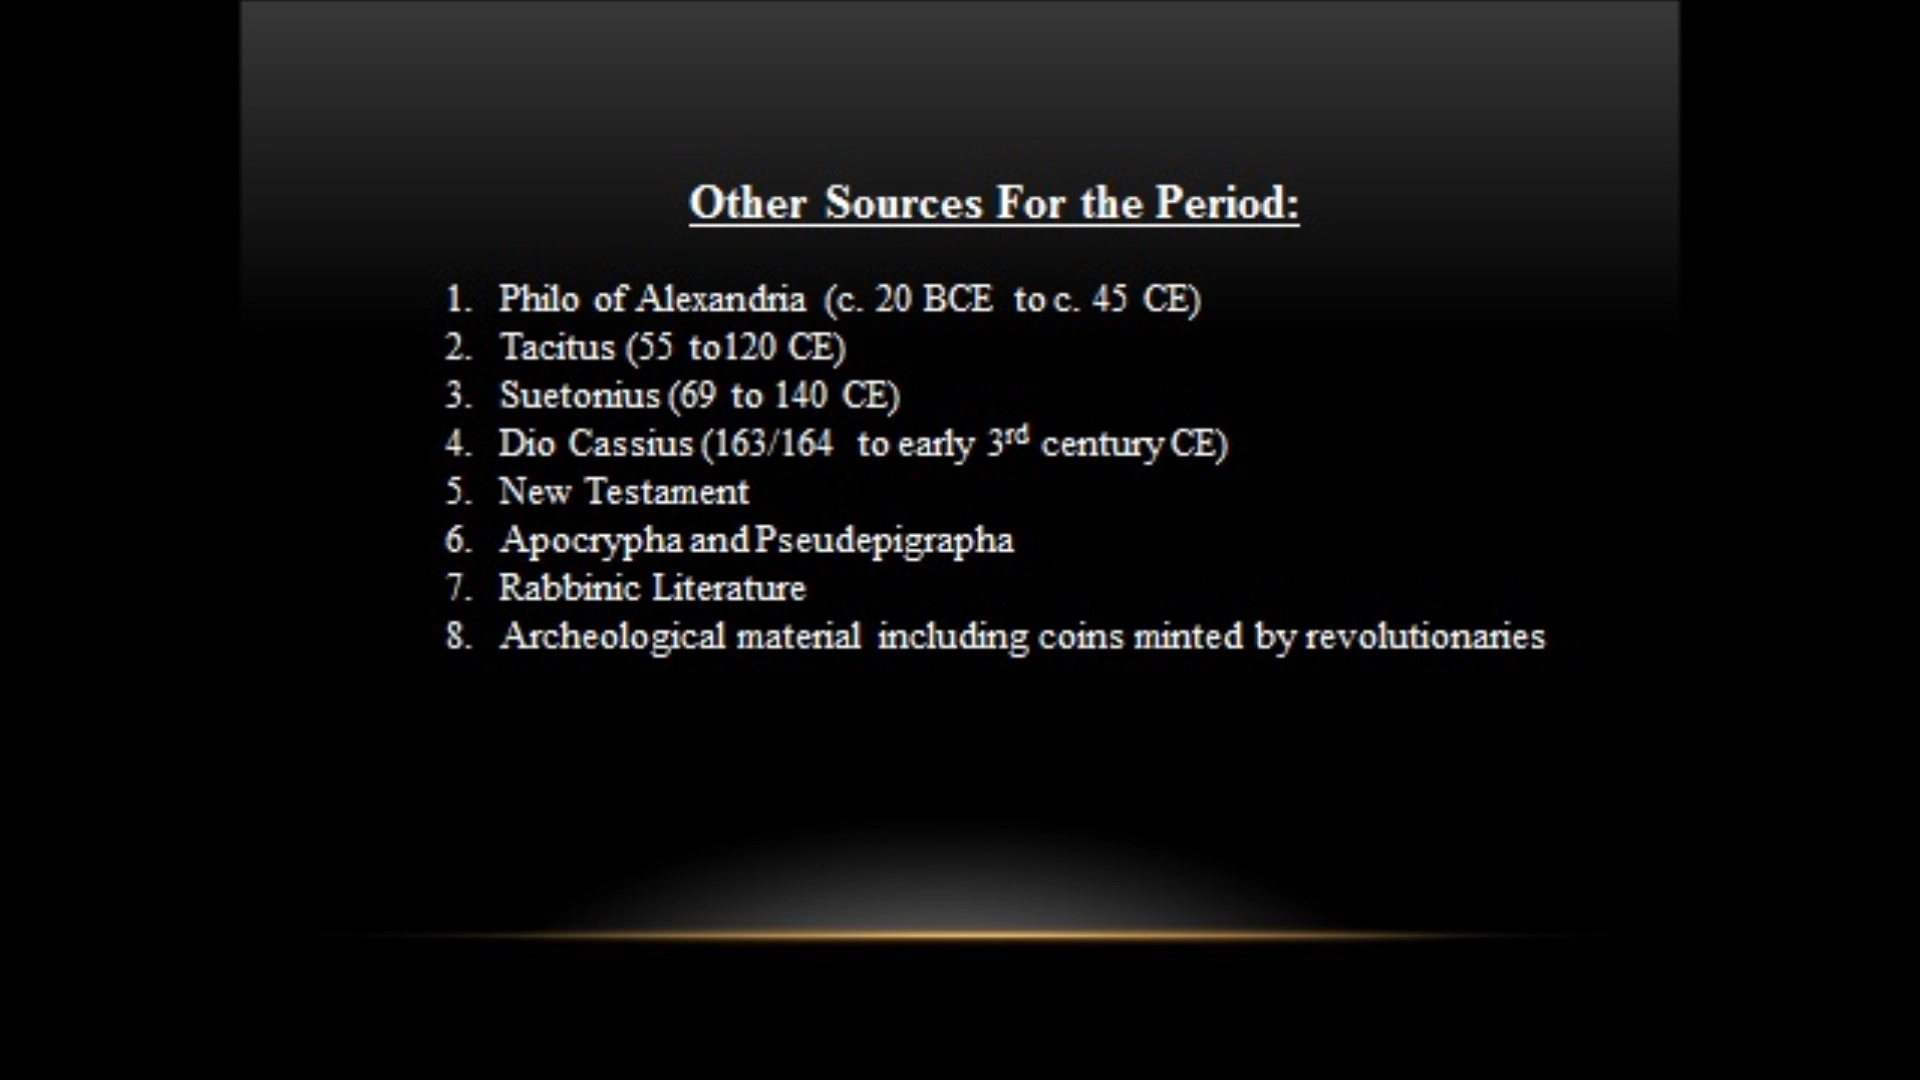 Other Sources For the Period:
1. Philo of Alexandria (c. 20 BCE to c. 45 CE)
2. Tacitus (55 to120 CE)
3. Suetonius (69 to 140 CE)
4. Dio Cassius (163/164 to early 3rd century CE)
5. New Testament
6. Apocrypha and Pseudepigrapha
7. Rabbinic Literature
8. Archeological material including coins minted by revolutionaries